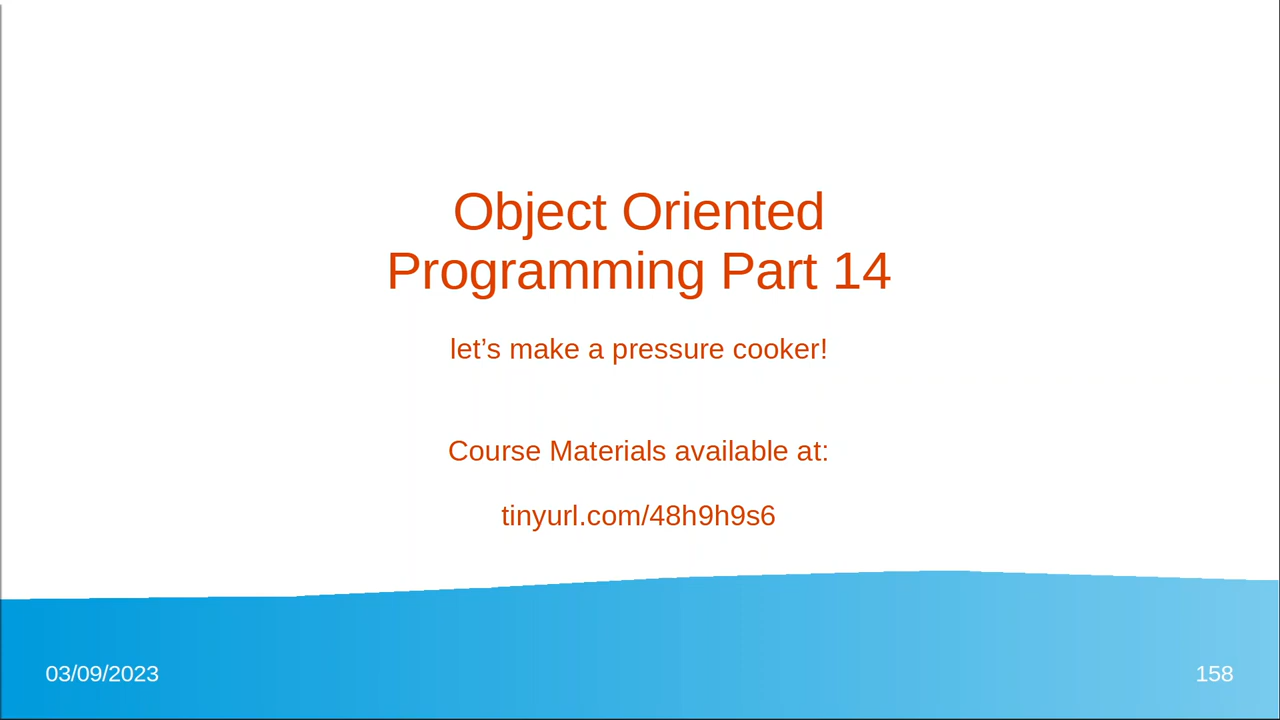 Object Oriented
Programming Part 14
let’s make a pressure cooker!
Course Materials available at:
tinyurl.com/48h9h9s6
03/09/2023
158